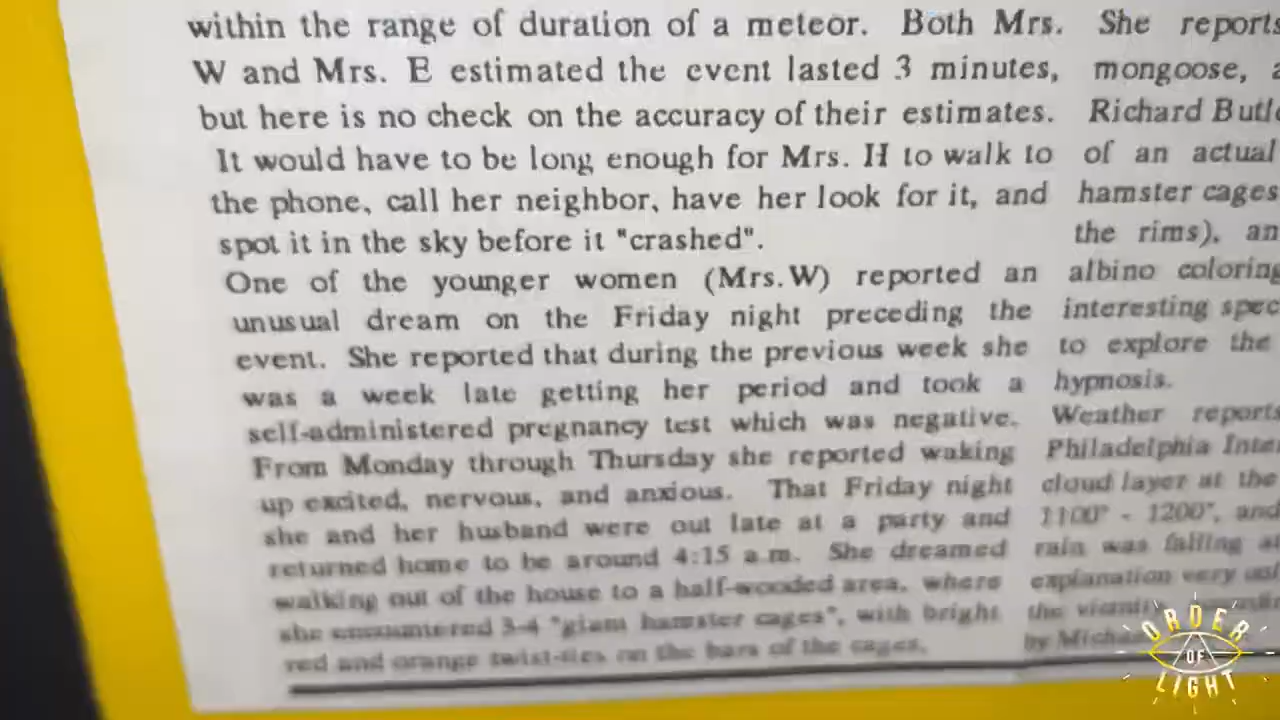 within the range of duration of a meteor. Both Mrs.
W and Mrs. E estimated the event lasted 3 minutes,
but here is no check on the accuracy of their estimates.
It would have to be long enough for Mrs. H to walk to
the phone, call her neighbor, have her look for it, and
spot it in the sky before it "crashed".
One of the younger women (Mrs. W) reported an
unusual dream on the Friday night preceding the
event. She reported that during the previous week she
was a week late getting her period and took a
self-administered pregnancy test which was negative.
From Monday through Thursday she reported waking
up excited, nervous, and anxious. That Friday night
she and her husband were out late at a party and
returned home to be around 4:15 a.m. She dreamed
walking out of the house to a half-wooded area, where
she encountered 3-4 "giant hamster cages", with bright
red and orange twist-ties on the bars of the cages.
She reports
mongoose,
Richard
of an actual
hamster cages
the rims), an
albino coloring
interesting
to explore the
hypnosis.
Weather reports
Philadelphia
cloud layer at the
1100" - 1200", and
rain was falling at
explanation very
the
by
ORDER
OF
LIGHT